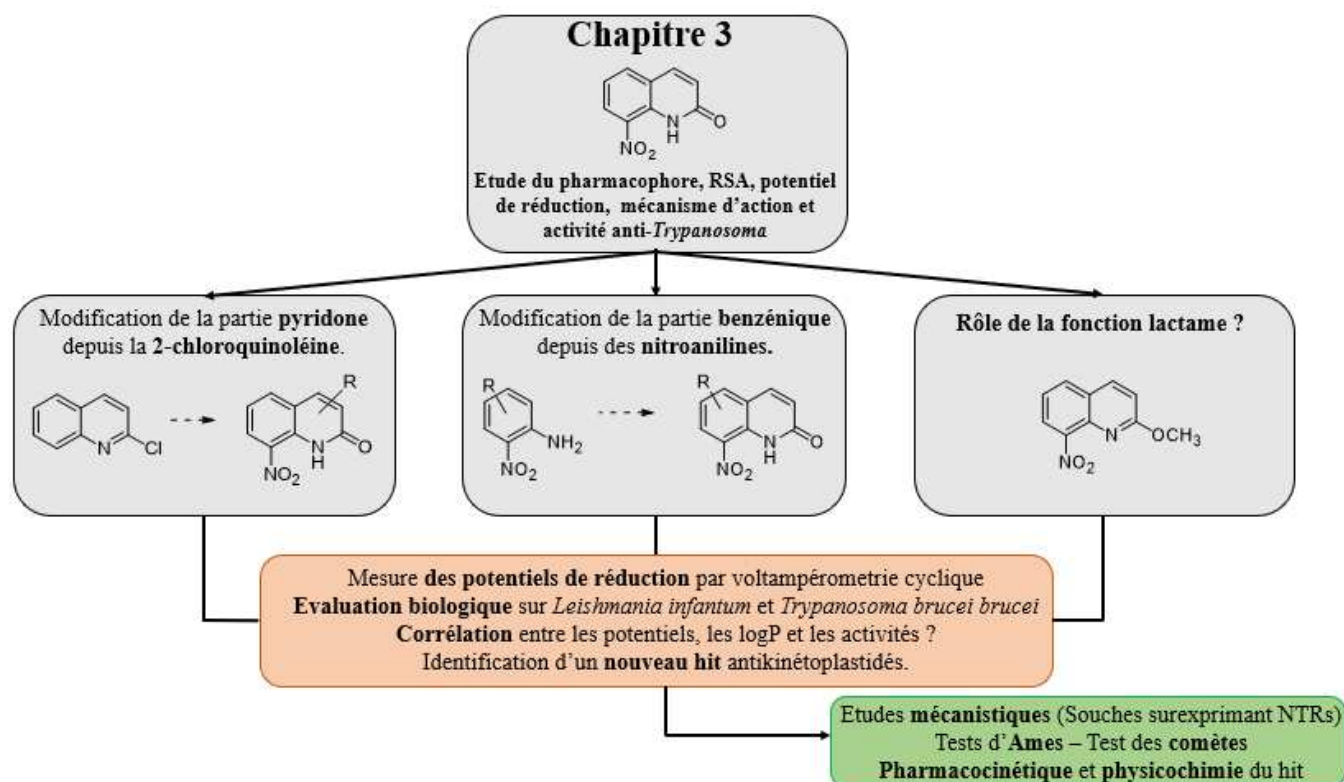 Chapitre 3
N
H
O
NO2
Etude du pharmacophore, RSA, potentiel
de réduction, mécanisme d'action et
activité anti-Trypanosoma
Modification de la partie pyridone
depuis la 2-chloroquinoléine.
N
Cl
R
N
H
O
NO2
Modification de la partie benzénique
depuis des nitroanilines.
R
NH2
NO2
R
N
H
O
NO2
Rôle de la fonction lactame ?
N
OCH3
NO2
Mesure des potentiels de réduction par voltampérometrie cyclique
Evaluation biologique sur Leishmania infantum et Trypanosoma brucei brucei
Corrélation entre les potentiels, les logP et les activités ?
Identification d'un nouveau hit antikinétoplastidés.
Etudes mécanistiques (Souches surexprimant NTRs)
Tests d'Ames – Test des comètes
Pharmacocinétique et physicochimie du hit